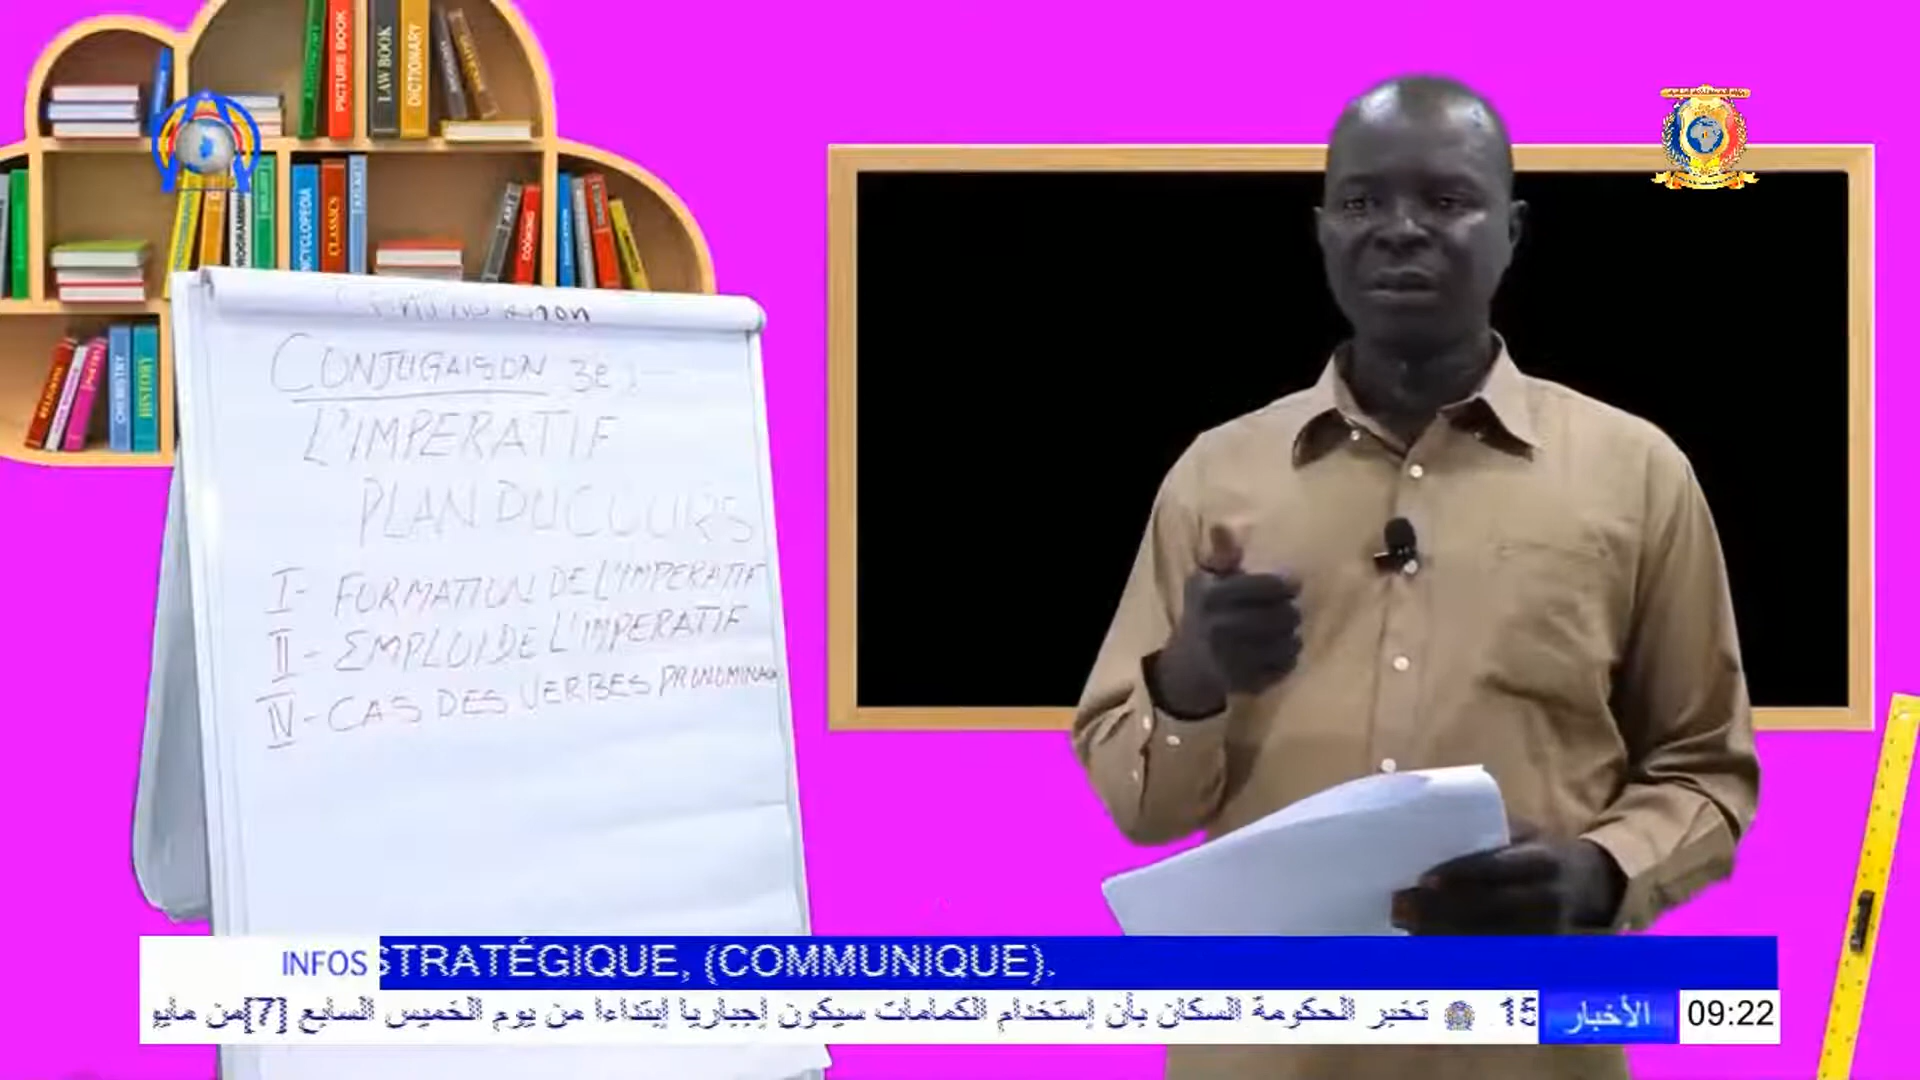 PICTURE BOOK
LAW BOOK
DICTIONARY
ENCYCLOPEDIA
CLASSICS
ART
COOKING
CHEMISTRY
HISTORY
CONJUGAISON 3e :
L'IMPERATIF
PLAN DU COURS
I- FORMATION DE L'IMPERATIF
II- EMPLOI DE L'IMPERATIF
IV- CAS DES VERBES PRONOMINAUX
INFOS STRATÉGIQUE, (COMMUNIQUE).
15 تخبر الحكومة السكان بأن إستخدام الكمامات سيكون إجباريا إبتداءا من يوم الخميس السابع [7]من مايو
الأخبار
09:22